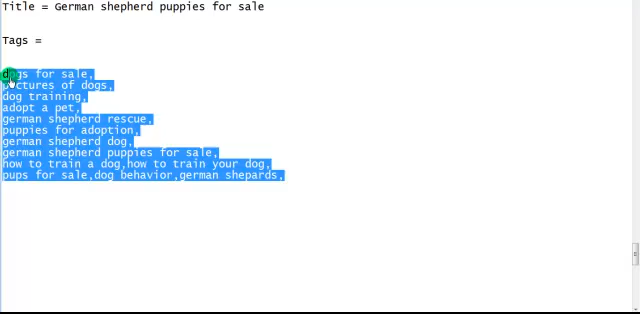 Title = German shepherd puppies for sale
Tags =
dogs for sale,
pictures of dogs,
dog training,
adopt a pet,
german shepherd rescue,
puppies for adoption,
german shepherd dog,
german shepherd puppies for sale,
how to train a dog,how to train your dog,
pups for sale,dog behavior,german shepards,